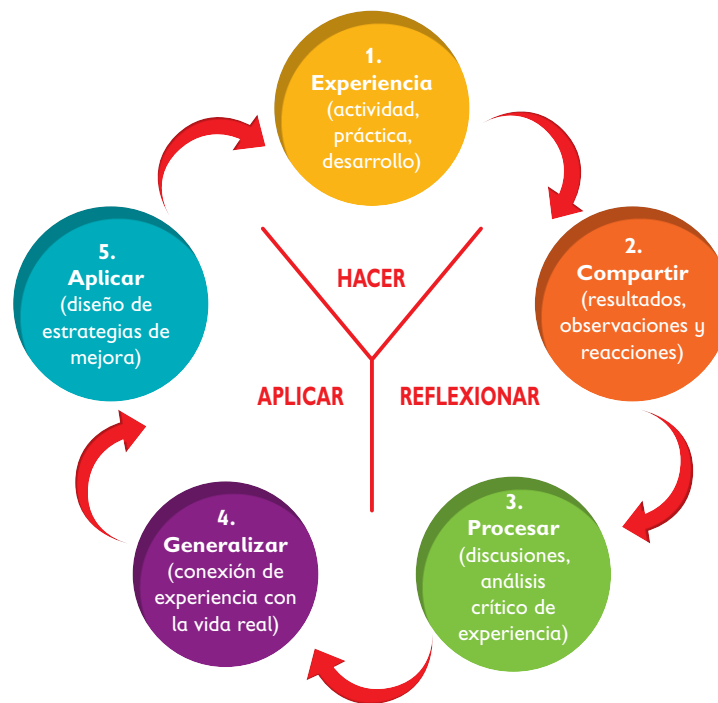 1.
Experiencia
(actividad,
práctica,
desarrollo)
2.
Compartir
(resultados,
observaciones y
reacciones)
3.
Procesar
(discusiones,
análisis
crítico de
experiencia)
4.
Generalizar
(conexión de
experiencia con
la vida real)
5.
Aplicar
(diseño de
estrategias de
mejora)
HACER
APLICAR
REFLEXIONAR